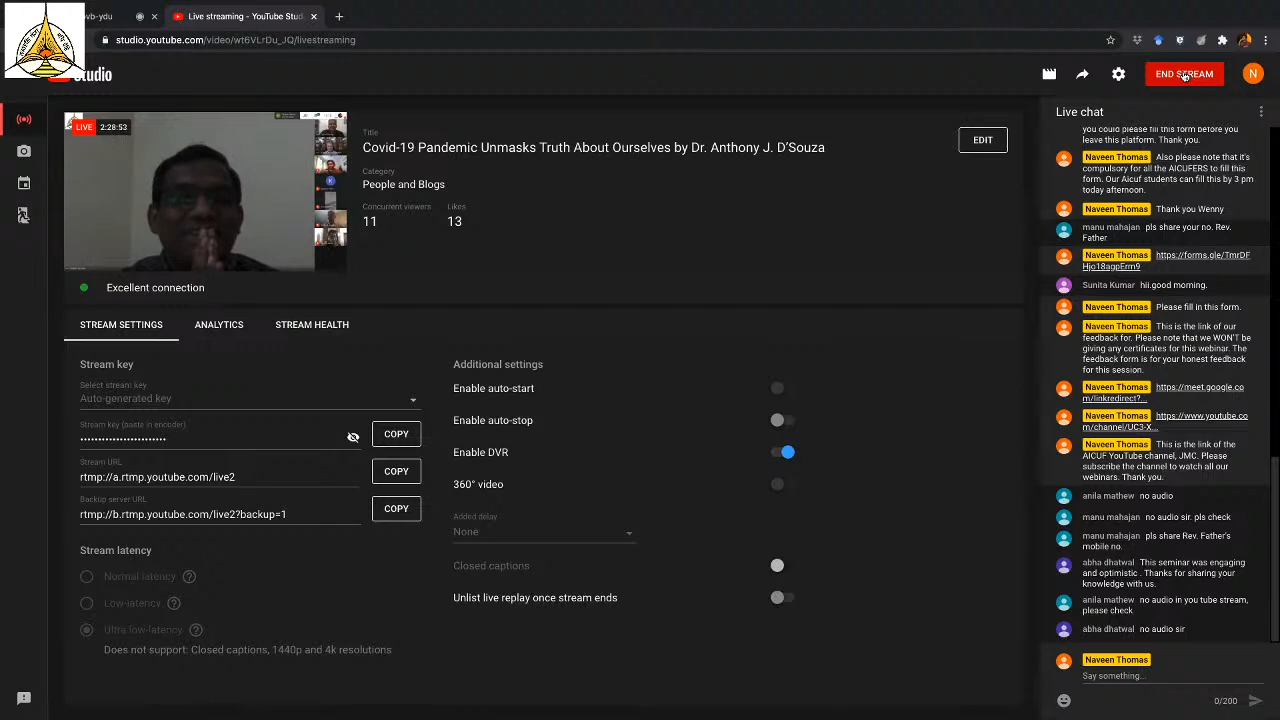 vb-ydu
Live streaming - YouTube Stud
studio.youtube.com/video/wt6VLrDu_JQ/livestreaming
Studio
END STREAM
N
LIVE
2:28:53
Title
Covid-19 Pandemic Unmasks Truth About Ourselves by Dr. Anthony J. D'Souza
EDIT
Category
People and Blogs
Concurrent viewers
Likes
11
13
Excellent connection
STREAM SETTINGS
ANALYTICS
STREAM HEALTH
Stream key
Select stream key
Auto-generated key
Stream key (paste in encoder)
••••••••••••••••••••••••
COPY
Stream URL
rtmp://a.rtmp.youtube.com/live2
COPY
Backup server URL
rtmp://b.rtmp.youtube.com/live2?backup=1
COPY
Stream latency
Normal latency
Low-latency
Ultra low-latency
Does not support: Closed captions, 1440p and 4k resolutions
Additional settings
Enable auto-start
Enable auto-stop
Enable DVR
360° video
Added delay
None
Closed captions
Unlist live replay once stream ends
Live chat
you could please fill this form before you
leave this platform. Thank you.
Naveen Thomas Also please note that it's
compulsory for all the AICUFERS to fill this
form. Our Aicuf students can fill this by 3 pm
today afternoon.
Naveen Thomas Thank you Wenny
manu mahajan pls share your no. Rev.
Father
Naveen Thomas https://forms.gle/TmrDF
Hjo18agpErm9
Sunita Kumar hii.good morning.
Naveen Thomas Please fill in this form.
Naveen Thomas This is the link of our
feedback for. Please note that we WON'T be
giving any certificates for this webinar. The
feedback form is for your honest feedback
for this session.
Naveen Thomas https://meet.google.co
m/linkredirect?...
Naveen Thomas https://www.youtube.co
m/channel/UC3-X...
Naveen Thomas This is the link of the
AICUF YouTube channel, JMC. Please
subscribe the channel to watch all our
webinars. Thank you.
anila mathew no audio
manu mahajan no audio sir. pls check
manu mahajan pls share Rev. Father's
mobile no.
abha dhatwal This seminar was engaging
and optimistic . Thanks for sharing your
knowledge with us.
anila mathew no audio in you tube stream,
please check
abha dhatwal no audio sir
Naveen Thomas
Say something...
0/200